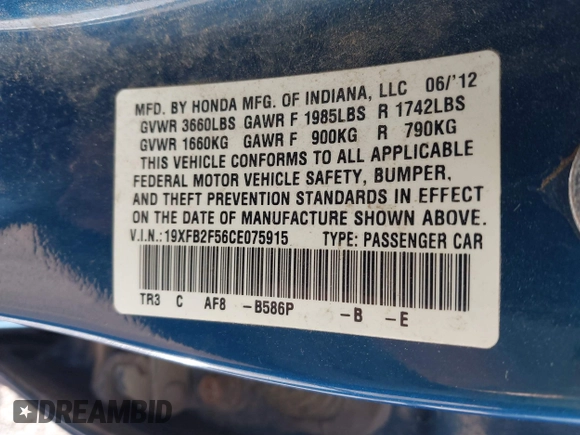 MFD. BY HONDA MFG. OF INDIANA, LLC 06/'12
GVWR 3660LBS GAWR F 1985LBS R 1742LBS
GVWR 1660KG GAWR F 900KG R 790KG
THIS VEHICLE CONFORMS TO ALL APPLICABLE
FEDERAL MOTOR VEHICLE SAFETY, BUMPER,
AND THEFT PREVENTION STANDARDS IN EFFECT
ON THE DATE OF MANUFACTURE SHOWN ABOVE.
V.I.N.: 19XFB2F56CE075915 TYPE: PASSENGER CAR
TR3 C AF8 -B586P -B -E
DREAMBID